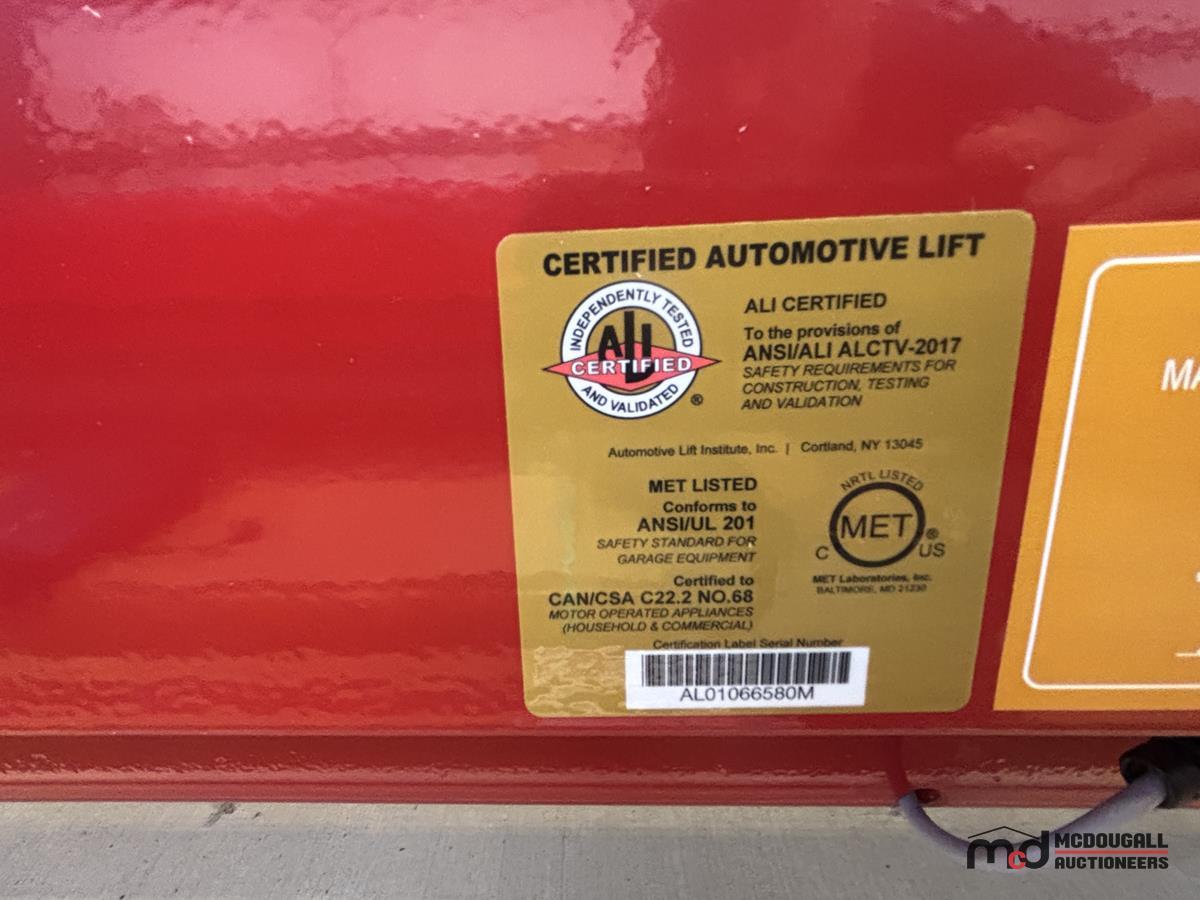 CERTIFIED AUTOMOTIVE LIFT
INDEPENDENTLY TESTED
ALI
CERTIFIED
AND VALIDATED
®
ALI CERTIFIED
To the provisions of
ANSI/ALI ALCTV-2017
SAFETY REQUIREMENTS FOR
CONSTRUCTION, TESTING
AND VALIDATION
Automotive Lift Institute, Inc. | Cortland, NY 13045
MET LISTED
Conforms to
ANSI/UL 201
SAFETY STANDARD FOR
GARAGE EQUIPMENT
Certified to
CAN/CSA C22.2 NO.68
MOTOR OPERATED APPLIANCES
(HOUSEHOLD & COMMERCIAL)
NRTL LISTED
MET ®
C US
MET Laboratories, Inc.
BALTIMORE, MD 21230
Certification Label Serial Number
AL01066580M
MA
mcd MCDOUGALL
AUCTIONEERS